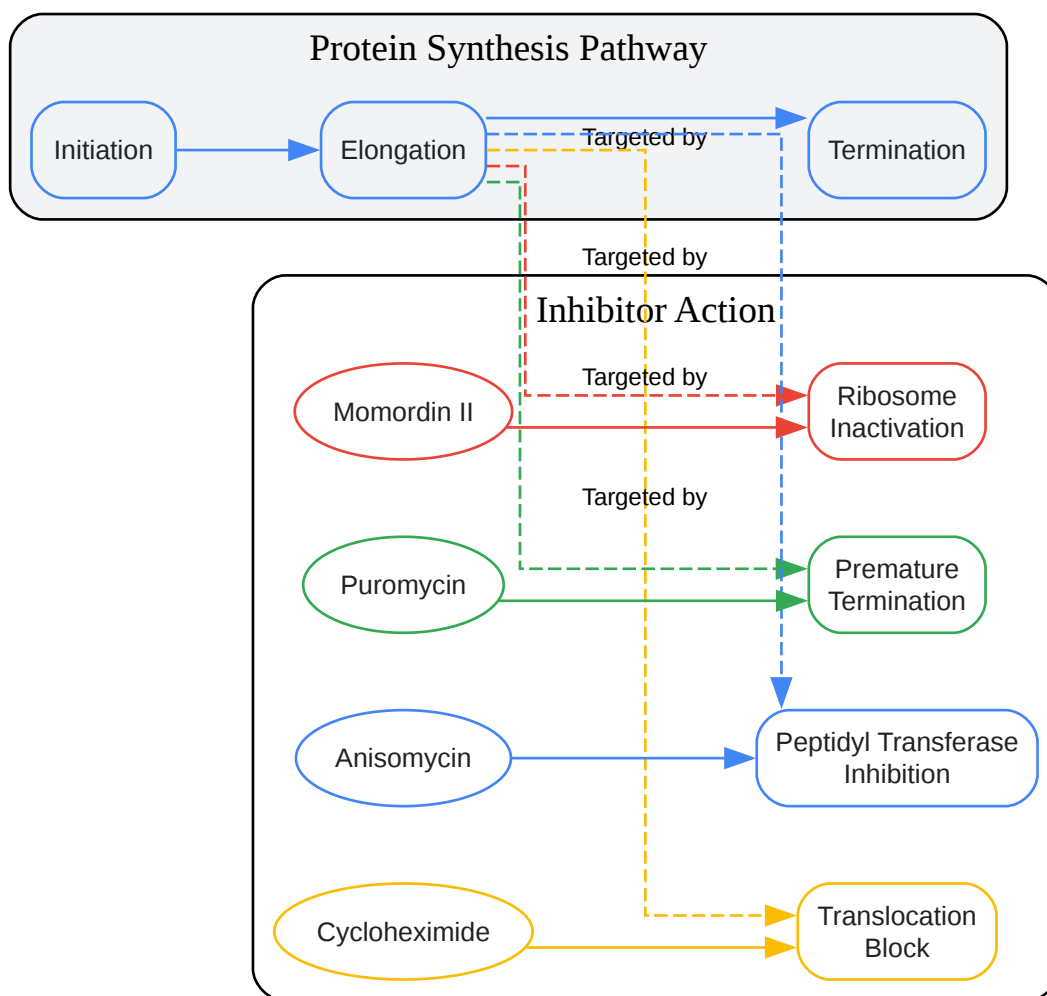 Protein Synthesis Pathway
Initiation
Elongation
Targeted by
Termination
Targeted by
Inhibitor Action
Targeted by
Momordin II
Ribosome
Inactivation
Targeted by
Puromycin
Premature
Termination
Anisomycin
Peptidyl Transferase
Inhibition
Cycloheximide
Translocation
Block